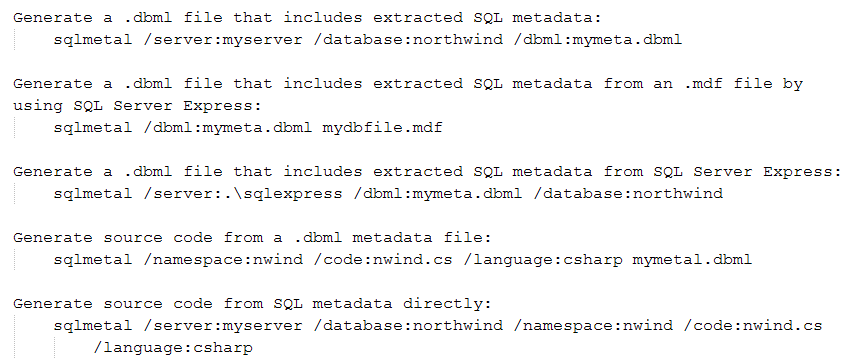 Generate a .dbml file that includes extracted SQL metadata:
sqlmetal /server:myserver /database:northwind /dbml:mymeta.dbml
Generate a .dbml file that includes extracted SQL metadata from an .mdf file by
using SQL Server Express:
sqlmetal /dbml:mymeta.dbml mydbfile.mdf
Generate a .dbml file that includes extracted SQL metadata from SQL Server Express:
sqlmetal /server:.\sqlexpress /dbml:mymeta.dbml /database:northwind
Generate source code from a .dbml metadata file:
sqlmetal /namespace:nwind /code:nwind.cs /language:csharp mymetal.dbml
Generate source code from SQL metadata directly:
sqlmetal /server:myserver /database:northwind /namespace:nwind /code:nwind.cs
/language:csharp